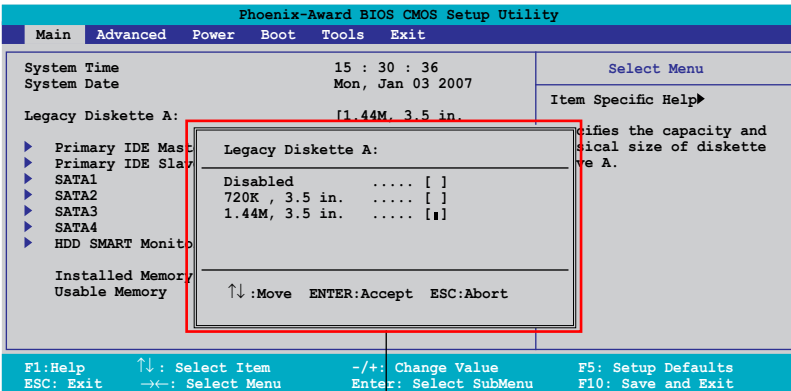 Phoenix-Award BIOS CMOS Setup Utility
Main Advanced Power Boot Tools Exit
System Time 15 : 30 : 36
System Date Mon, Jan 03 2007
Legacy Diskette A: [1.44M, 3.5 in.
Primary IDE Mast
Primary IDE Slav
SATA1
SATA2
SATA3
SATA4
HDD SMART Monito
Installed Memory
Usable Memory
Legacy Diskette A:
Disabled ..... [ ]
720K , 3.5 in. ..... [ ]
1.44M, 3.5 in. ..... [▮]
↑↓ :Move ENTER:Accept ESC:Abort
Select Menu
Item Specific Help
cifies the capacity and
sical size of diskette
ve A.
F1:Help ↑↓ : Select Item -/+: Change Value F5: Setup Defaults
ESC: Exit →←: Select Menu Enter: Select SubMenu F10: Save and Exit